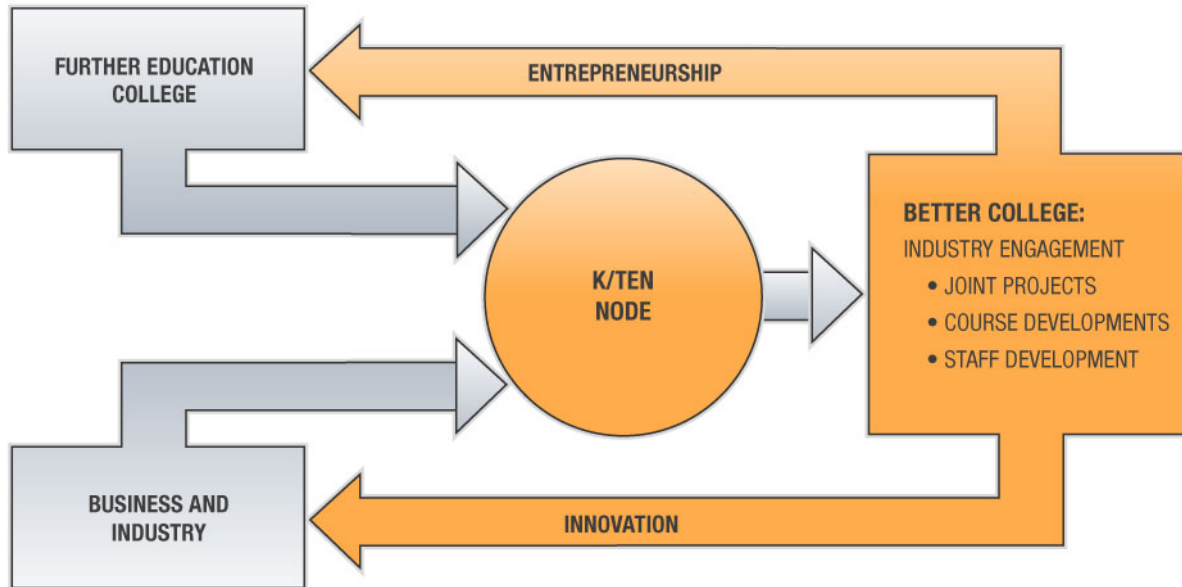 FURTHER EDUCATION
COLLEGE
ENTREPRENEURSHIP
K/TEN
NODE
BETTER COLLEGE:
INDUSTRY ENGAGEMENT
• JOINT PROJECTS
• COURSE DEVELOPMENTS
• STAFF DEVELOPMENT
BUSINESS AND
INDUSTRY
INNOVATION